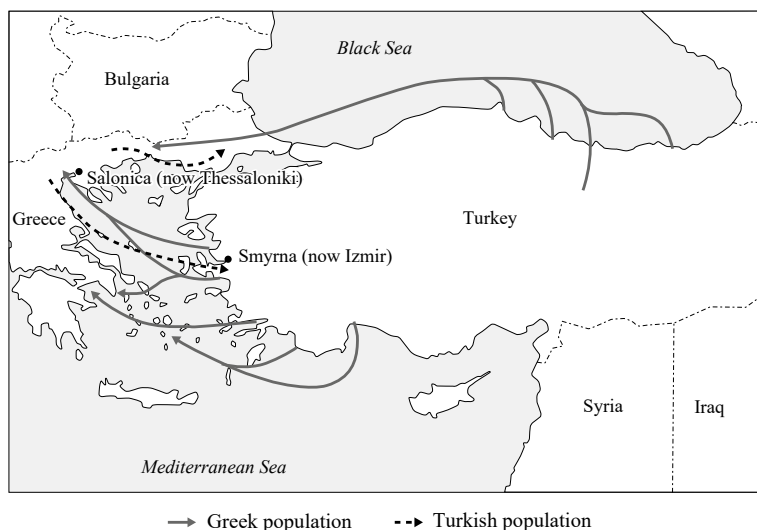 Black Sea
Bulgaria
Salonica (now Thessaloniki)
Greece
Turkey
Smyrna (now Izmir)
Syria
Iraq
Mediterranean Sea
Greek population
Turkish population